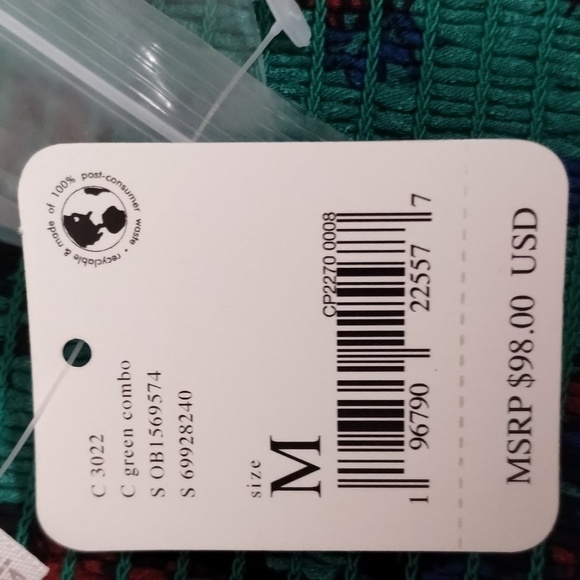 made of 100% post-consumer waste • recyclable &
C 3022
C green combo
S OB1569574
S 69928240
size
M
CP2270 0008
1 96790 22557 7
MSRP $98.00 USD